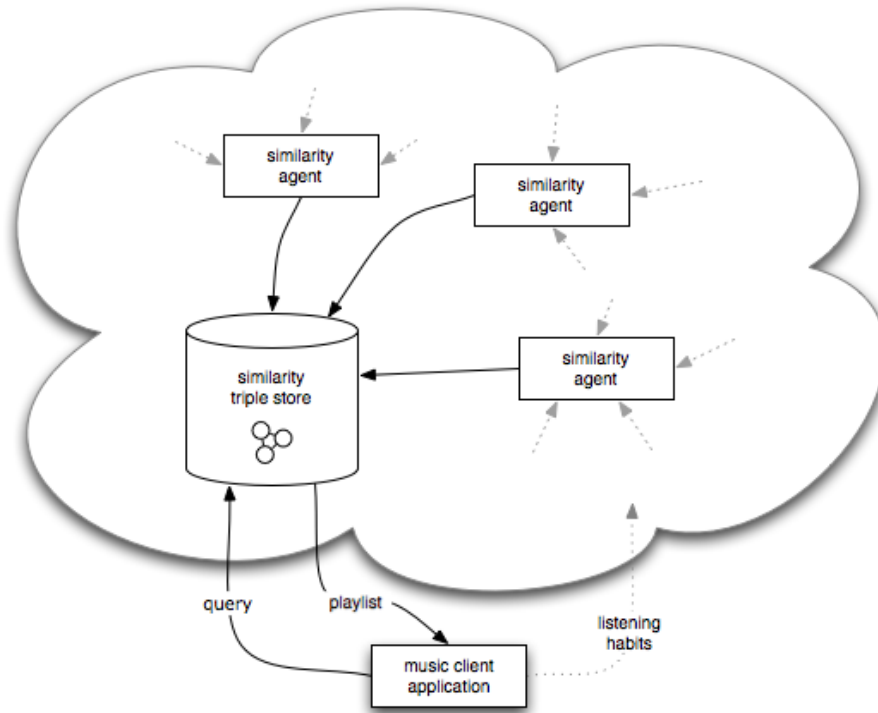 similarity
agent
similarity
agent
similarity
agent
similarity
triple store
query
playlist
listening
habits
music client
application